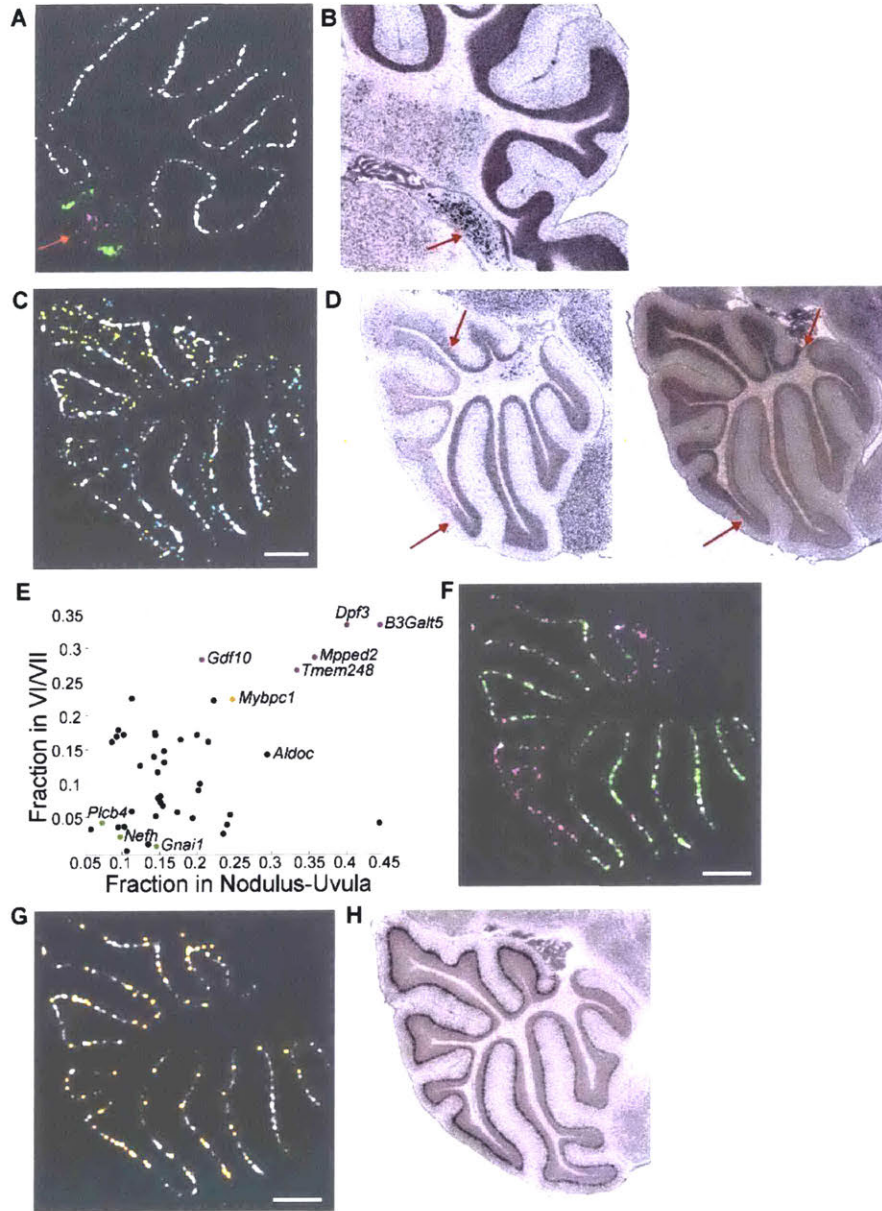 A
B
C
D
E
0.35
0.30
0.25
0.20
0.15
0.1
0.05
Fraction in VI/VII
Dpf3
B3Galt5
Gdf10
Mpped2
Tmem248
Mybpc1
Aldoc
Plcb4
Nefh
Gnai1
0.05
0.1
0.15
0.2
0.25
0.3
0.35
0.4
0.45
Fraction in Nodulus-Uvula
F
G
H